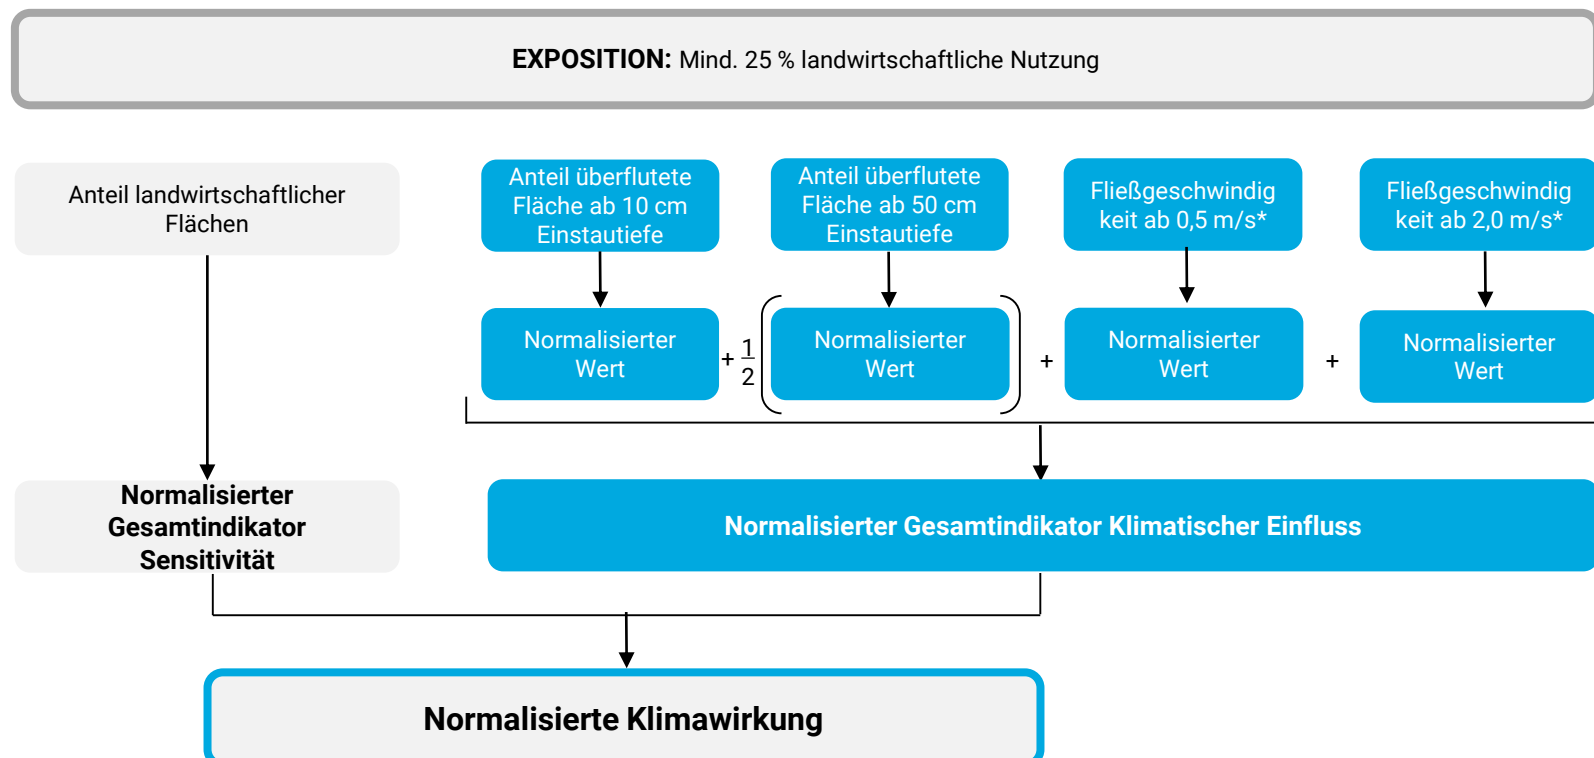 EXPOSITION: Mind. 25 % landwirtschaftliche Nutzung
Anteil landwirtschaftlicher
Flächen
Anteil überflutete
Fläche ab 10 cm
Einstautiefe
Anteil überflutete
Fläche ab 50 cm
Einstautiefe
Fließgeschwindig
keit ab 0,5 m/s*
Fließgeschwindig
keit ab 2,0 m/s*
Normalisierter
Wert
+ 1/2
(
Normalisierter
Wert
)
+
Normalisierter
Wert
+
Normalisierter
Wert
Normalisierter
Gesamtindikator
Sensitivität
Normalisierter Gesamtindikator Klimatischer Einfluss
Normalisierte Klimawirkung